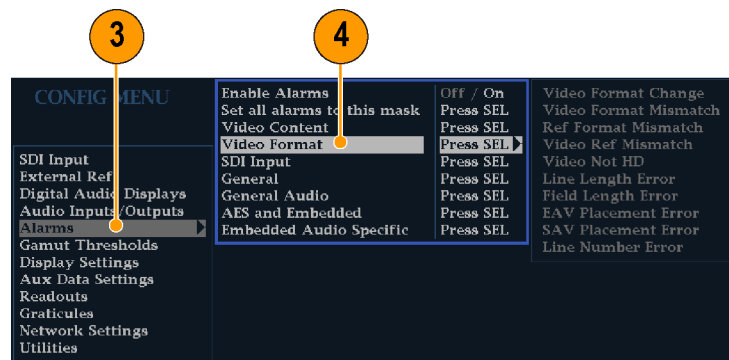 3 4
CONFIG MENU
SDI Input
External Ref
Digital Audio Displays
Audio Inputs/Outputs
Alarms
Gamut Thresholds
Display Settings
Aux Data Settings
Readouts
Graticules
Network Settings
Utilities
Enable Alarms Off / On
Set all alarms to this mask Press SEL
Video Content Press SEL
Video Format Press SEL
SDI Input Press SEL
General Press SEL
General Audio Press SEL
AES and Embedded Press SEL
Embedded Audio Specific Press SEL
Video Format Change
Video Format Mismatch
Ref Format Mismatch
Video Ref Mismatch
Video Not HD
Line Length Error
Field Length Error
EAV Placement Error
SAV Placement Error
Line Number Error